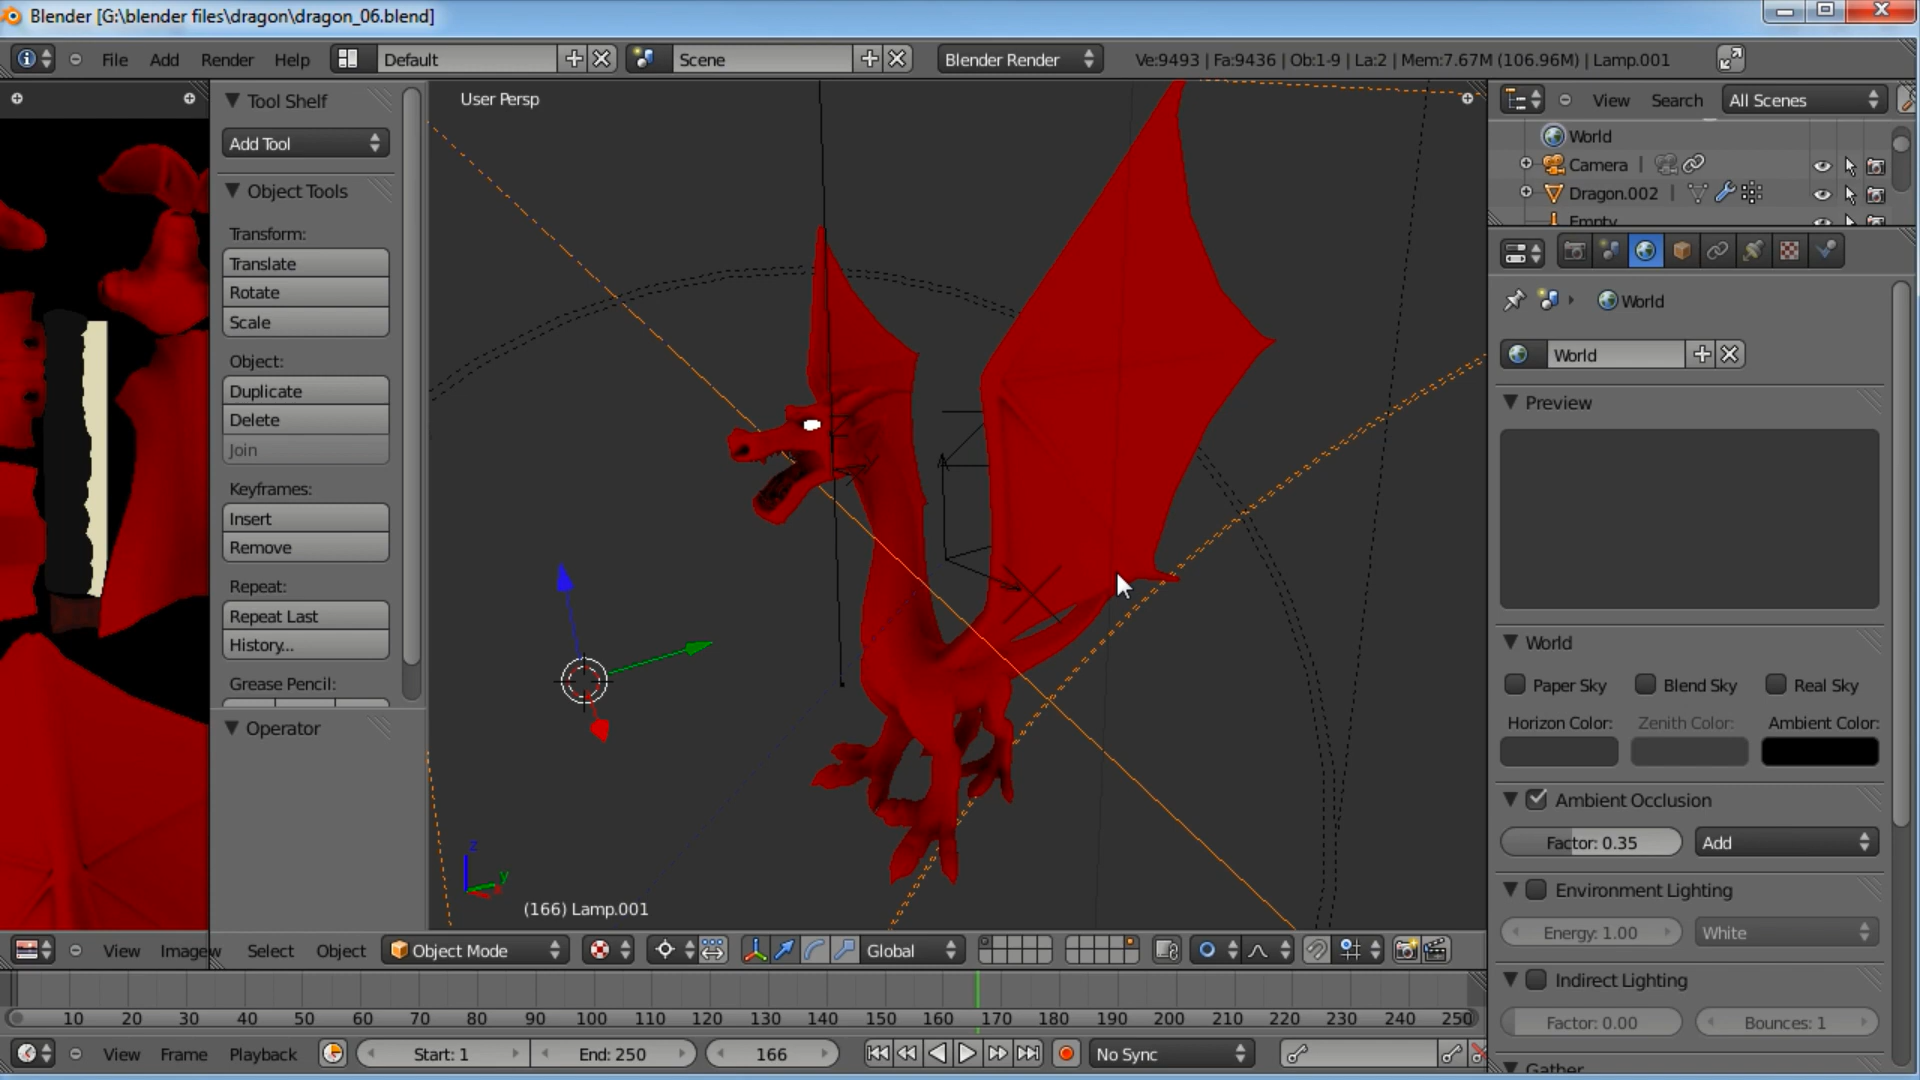 Blender [G:\blender files\dragon\dragon_06.blend]
File Add Render Help Default Scene Blender Render Ve:9493 | Fa:9436 | Ob:1-9 | La:2 | Mem:7.67M (106.96M) | Lamp.001
Tool Shelf
Add Tool
Object Tools
Transform:
Translate
Rotate
Scale
Object:
Duplicate
Delete
Join
Keyframes:
Insert
Remove
Repeat:
Repeat Last
History...
Grease Pencil:
Operator
User Persp
z
y
(166) Lamp.001
View Search All Scenes
World
Camera
Dragon.002
Empty
World
World
Preview
World
Paper Sky Blend Sky Real Sky
Horizon Color: Zenith Color: Ambient Color:
Ambient Occlusion
Factor: 0.35 Add
Environment Lighting
Energy: 1.00 White
Indirect Lighting
Factor: 0.00 Bounces: 1
Gather
View Image View Select Object Object Mode Global
10 20 30 40 50 60 70 80 90 100 110 120 130 140 150 160 170 180 190 200 210 220 230 240 250
View Frame Playback Start: 1 End: 250 166 No Sync